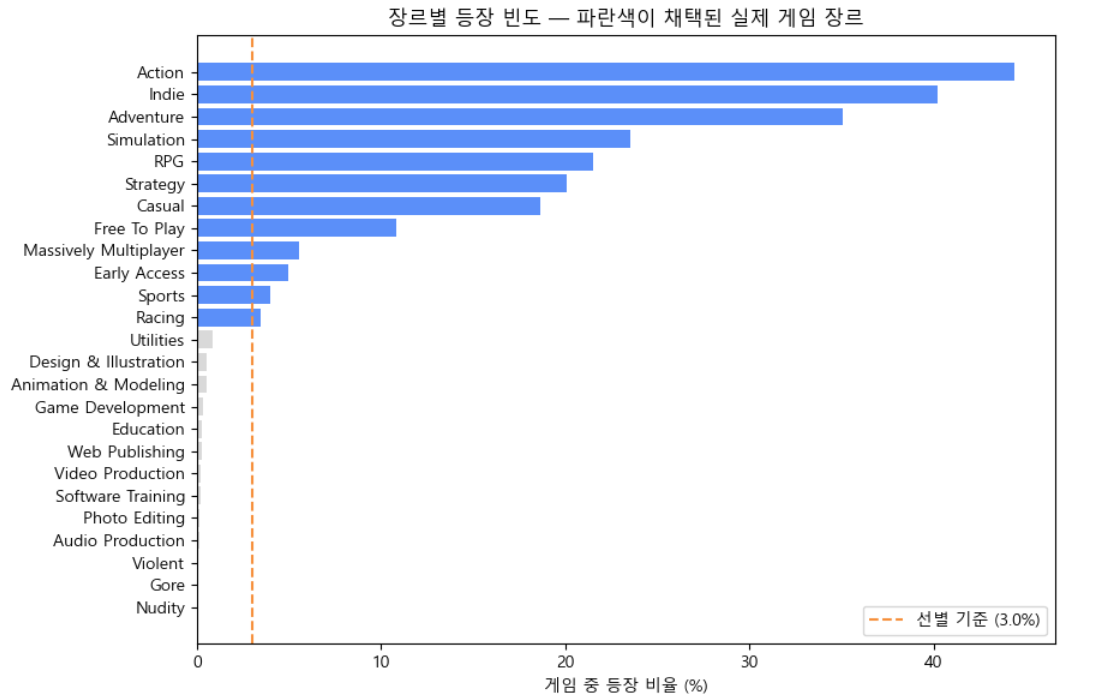 장르별 등장 빈도 — 파란색이 채택된 실제 게임 장르
Action
Indie
Adventure
Simulation
RPG
Strategy
Casual
Free To Play
Massively Multiplayer
Early Access
Sports
Racing
Utilities
Design & Illustration
Animation & Modeling
Game Development
Education
Web Publishing
Video Production
Software Training
Photo Editing
Audio Production
Violent
Gore
Nudity
선별 기준 (3.0%)
0 10 20 30 40
게임 중 등장 비율 (%)